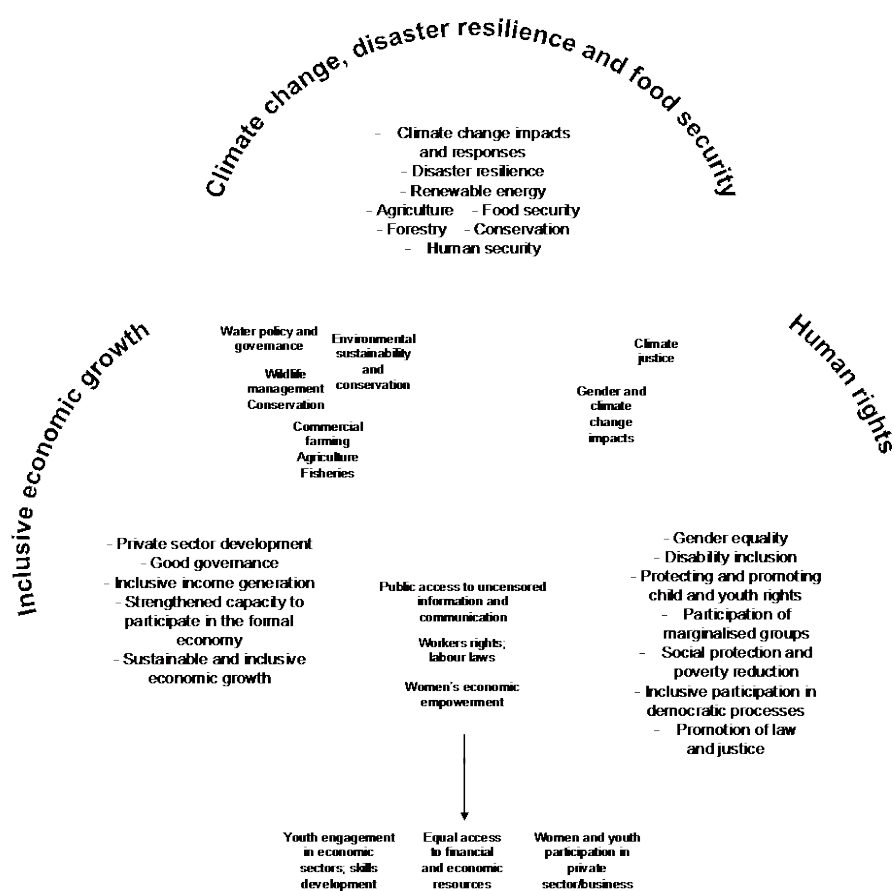 Climate change, disaster resilience and food security
- Climate change impacts
and responses
- Disaster resilience
- Renewable energy
- Agriculture - Food security
- Forestry - Conservation
- Human security
Inclusive economic growth
Human rights
Water policy and
governance
Environmental
sustainability
and
conservation
Wildlife
management
Conservation
Commercial
farming
Agriculture
Fisheries
Climate
justice
Gender and
climate
change
impacts
- Private sector development
- Good governance
- Inclusive income generation
- Strengthened capacity to
participate in the formal
economy
- Sustainable and inclusive
economic growth
Public access to uncensored
information and
communication
Workers rights;
labour laws
Women's economic
empowerment
- Gender equality
- Disability inclusion
- Protecting and promoting
child and youth rights
- Participation of
marginalised groups
- Social protection and
poverty reduction
- Inclusive participation in
democratic processes
- Promotion of law
and justice
Youth engagement
in economic
sectors; skills
development
Equal access
to financial
and economic
resources
Women and youth
participation in
private
sector/business